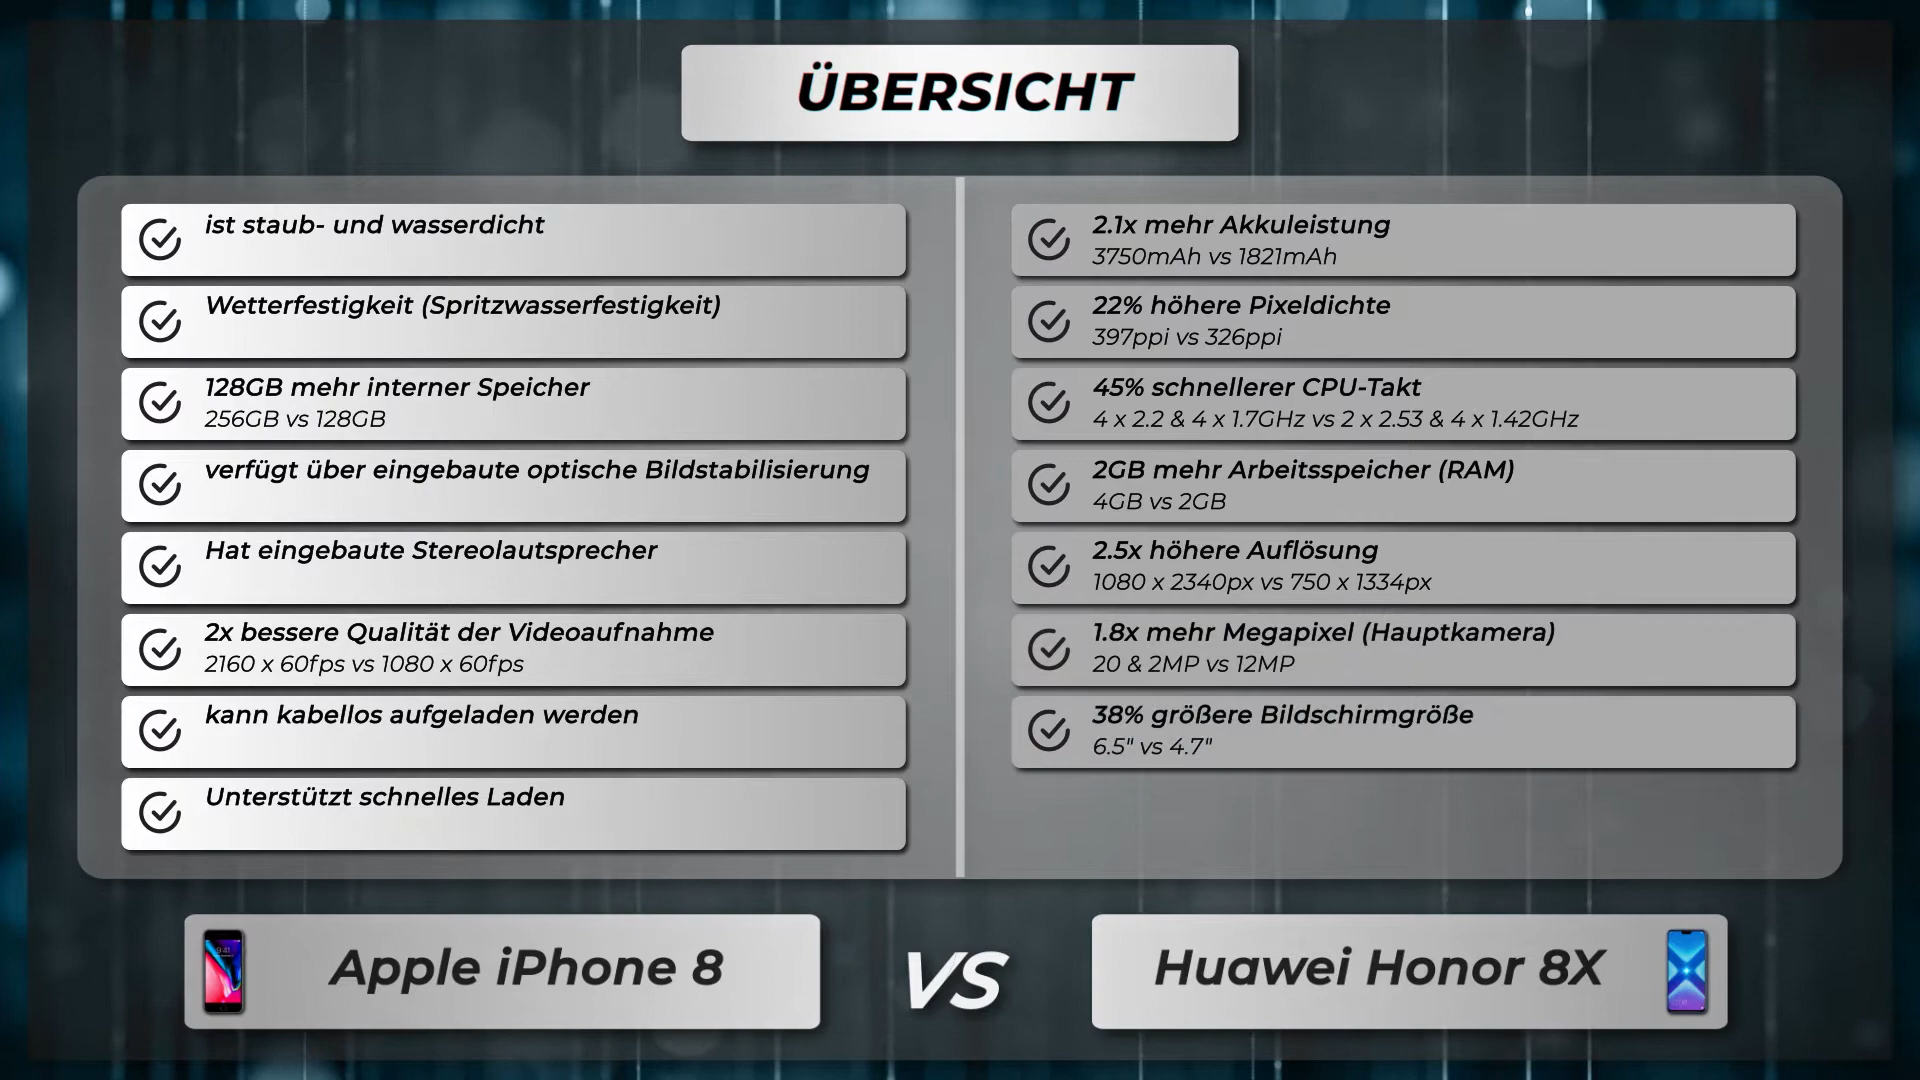 ÜBERSICHT
ist staub- und wasserdicht
Wetterfestigkeit (Spritzwasserfestigkeit)
128GB mehr interner Speicher
256GB vs 128GB
verfügt über eingebaute optische Bildstabilisierung
Hat eingebaute Stereolautsprecher
2x bessere Qualität der Videoaufnahme
2160 x 60fps vs 1080 x 60fps
kann kabellos aufgeladen werden
Unterstützt schnelles Laden
2.1x mehr Akkuleistung
3750mAh vs 1821mAh
22% höhere Pixeldichte
397ppi vs 326ppi
45% schnellerer CPU-Takt
4 x 2.2 & 4 x 1.7GHz vs 2 x 2.53 & 4 x 1.42GHz
2GB mehr Arbeitsspeicher (RAM)
4GB vs 2GB
2.5x höhere Auflösung
1080 x 2340px vs 750 x 1334px
1.8x mehr Megapixel (Hauptkamera)
20 & 2MP vs 12MP
38% größere Bildschirmgröße
6.5" vs 4.7"
Apple iPhone 8
VS
Huawei Honor 8X